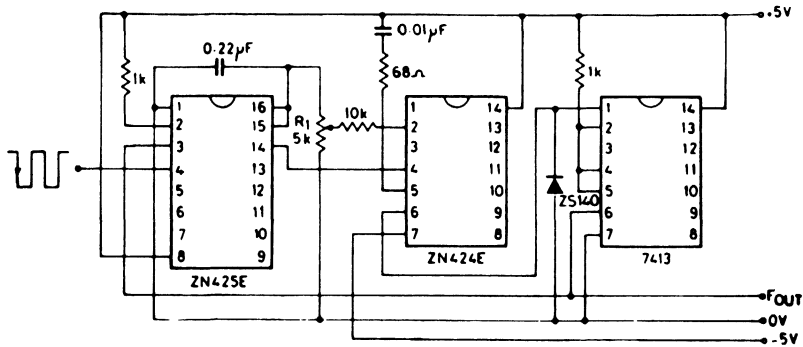 +5V
0.22µF
0.01µF
68Ω
1k
1k
R1
5k
10k
1 16
2 15
3 14
4 13
5 12
6 11
7 10
8 9
ZN425E
1 14
2 13
3 12
4 11
5 10
6 9
7 8
ZN424E
ZS140
1 14
2 13
3 12
4 11
5 10
6 9
7 8
7413
FOUT
0V
-5V